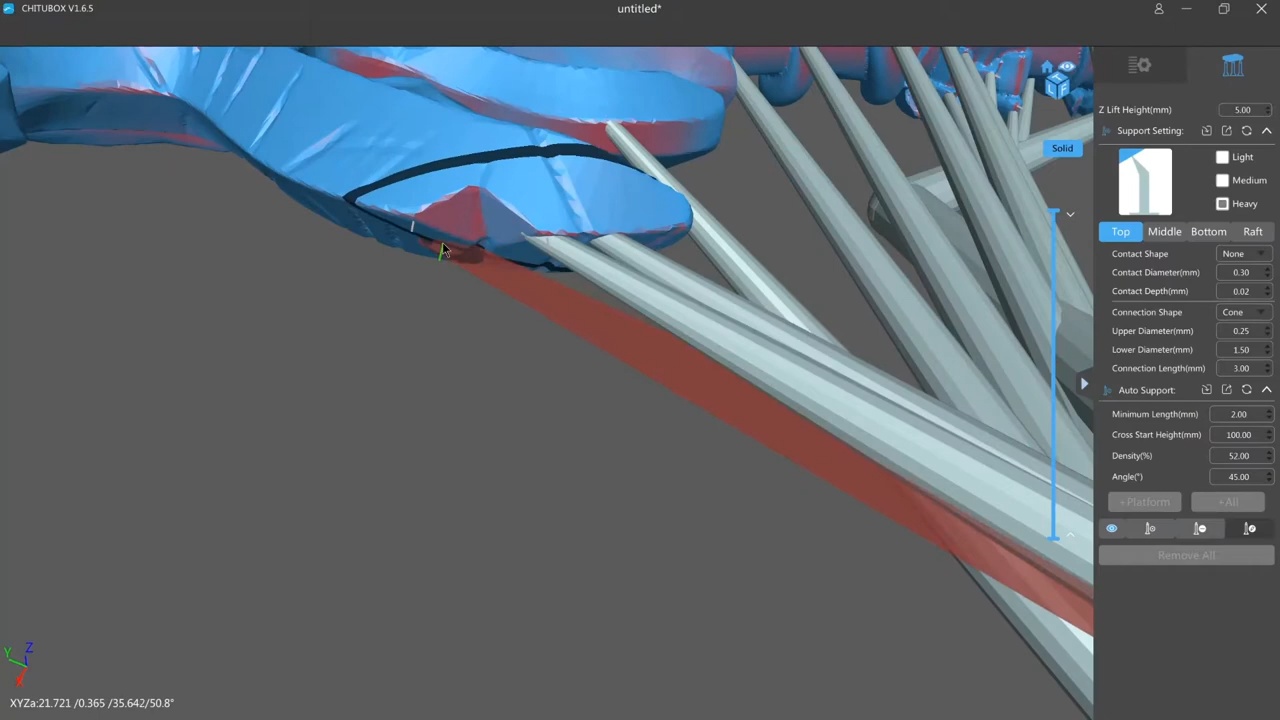 CHITUBOX V1.6.5
untitled*
Z Lift Height(mm) 5.00
Support Setting:
Light
Medium
Heavy
Top Middle Bottom Raft
Contact Shape None
Contact Diameter(mm) 0.30
Contact Depth(mm) 0.02
Connection Shape Cone
Upper Diameter(mm) 0.25
Lower Diameter(mm) 1.50
Connection Length(mm) 3.00
Auto Support:
Minimum Length(mm) 2.00
Cross Start Height(mm) 100.00
Density(%) 52.00
Angle(°) 45.00
+Platform +All
Remove All
Solid
L F
Z
Y
X
XYZa:21.721 /0.365 /35.642/50.8°